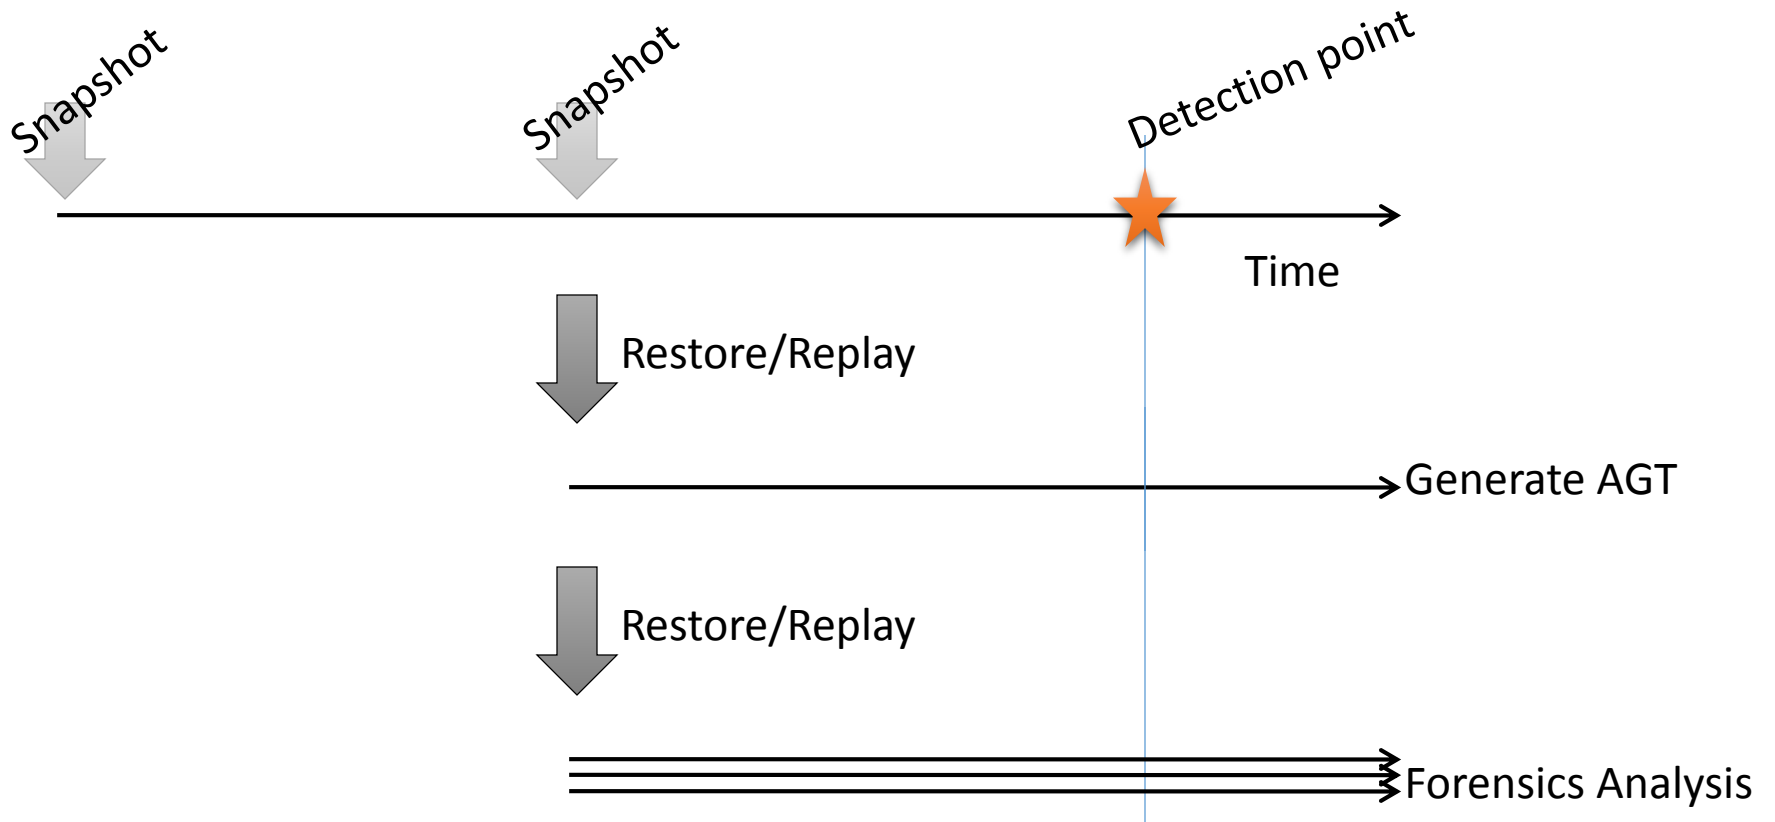 Snapshot
Snapshot
Detection point
Time
Restore/Replay
Generate AGT
Restore/Replay
Forensics Analysis